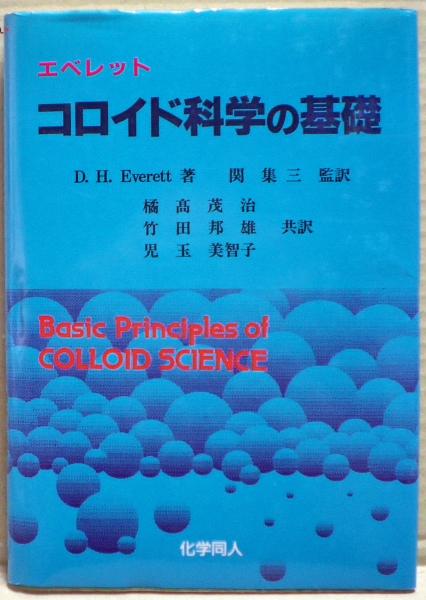 エベレット
コロイド科学の基礎
D. H. Everett 著 関 集 三 監訳
橘 髙 茂 治
竹 田 邦 雄 共訳
児 玉 美智子
Basic Principles of
COLLOID SCIENCE
化学同人